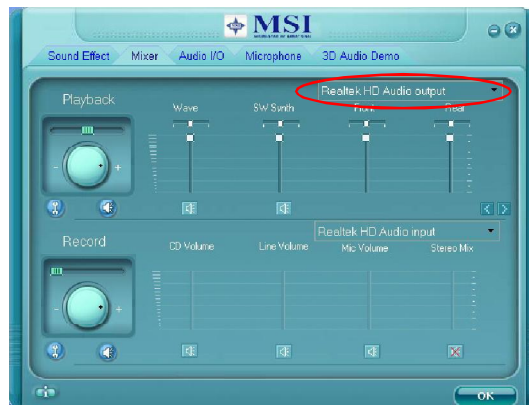 MSI
Sound Effect Mixer Audio I/O Microphone 3D Audio Demo
Realtek HD Audio output
Playback
Wave SW Synth Front Rear
- +
Realtek HD Audio input
Record
CD Volume Line Volume Mic Volume Stereo Mix
- +
OK